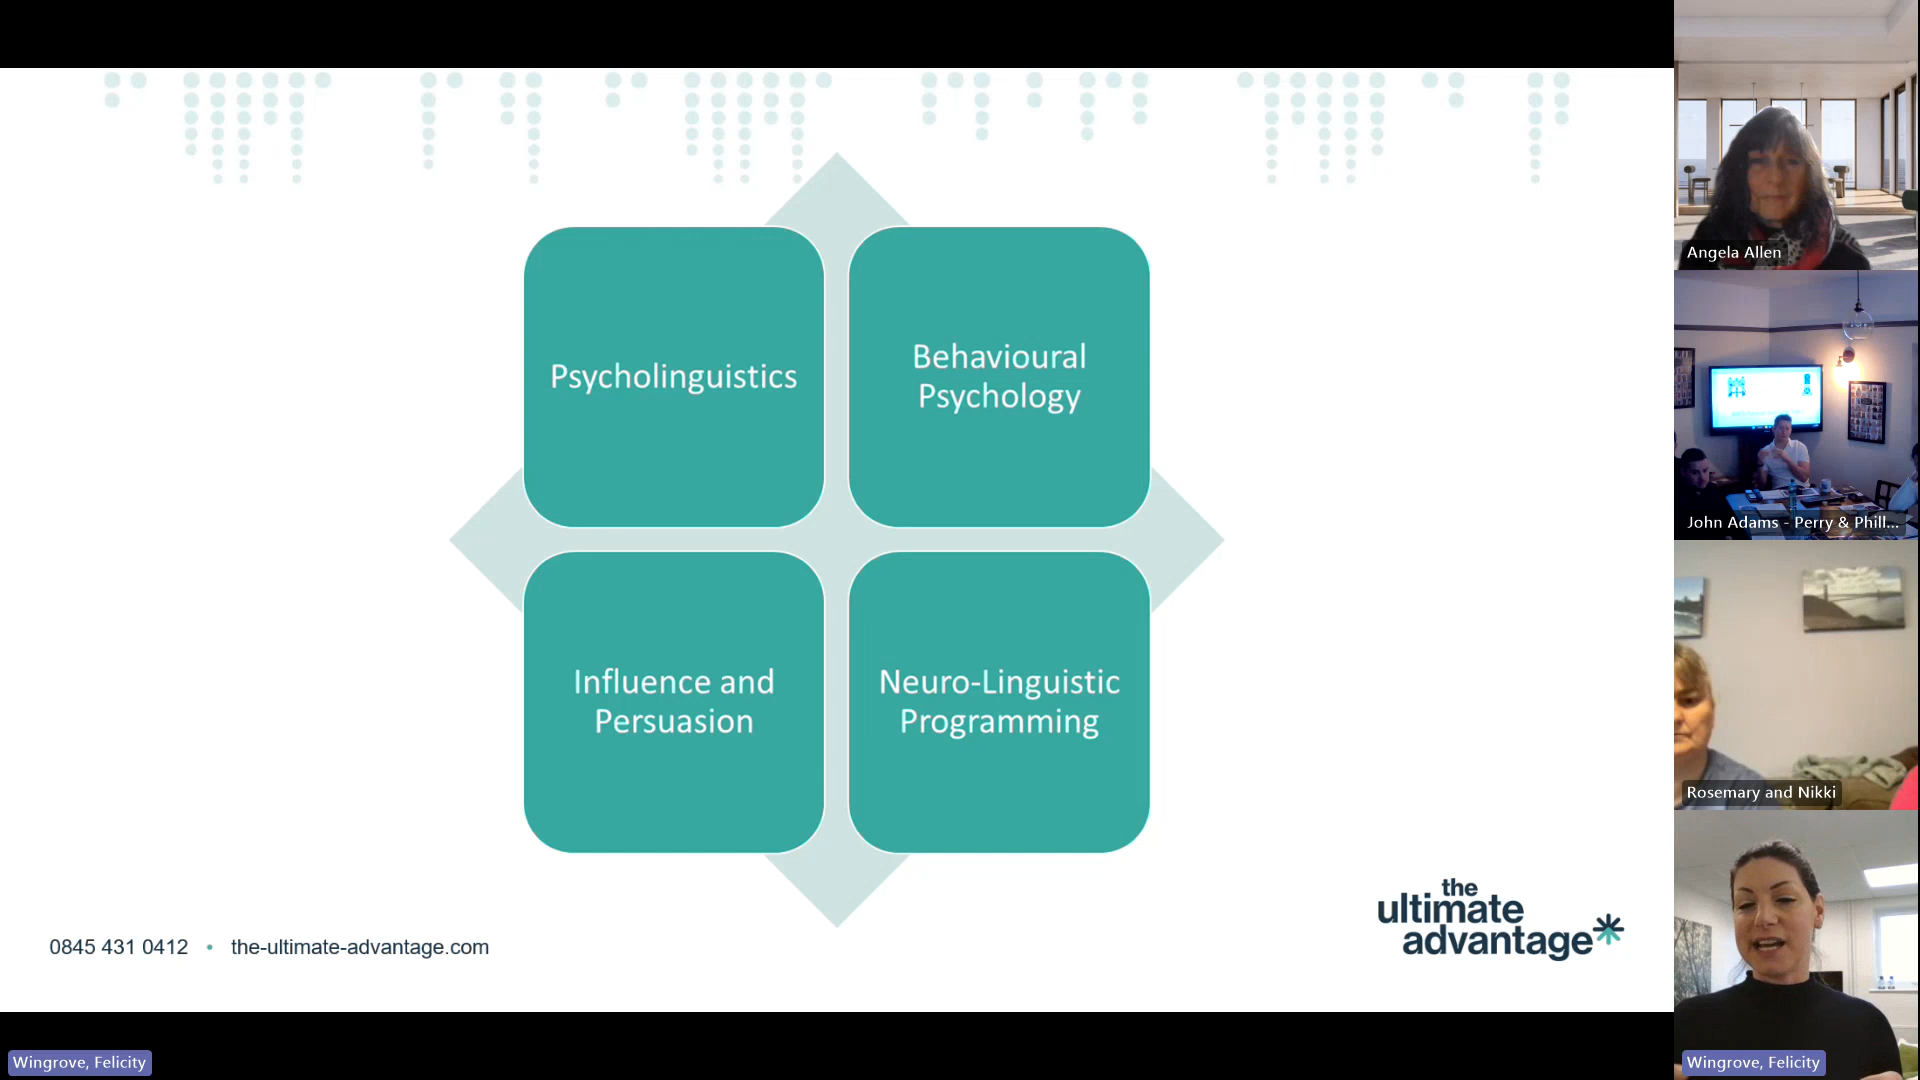 Psycholinguistics
Behavioural
Psychology
Influence and
Persuasion
Neuro-Linguistic
Programming
0845 431 0412 • the-ultimate-advantage.com
the
ultimate
advantage
Wingrove, Felicity
Angela Allen
John Adams - Perry & Phill...
Rosemary and Nikki
Wingrove, Felicity